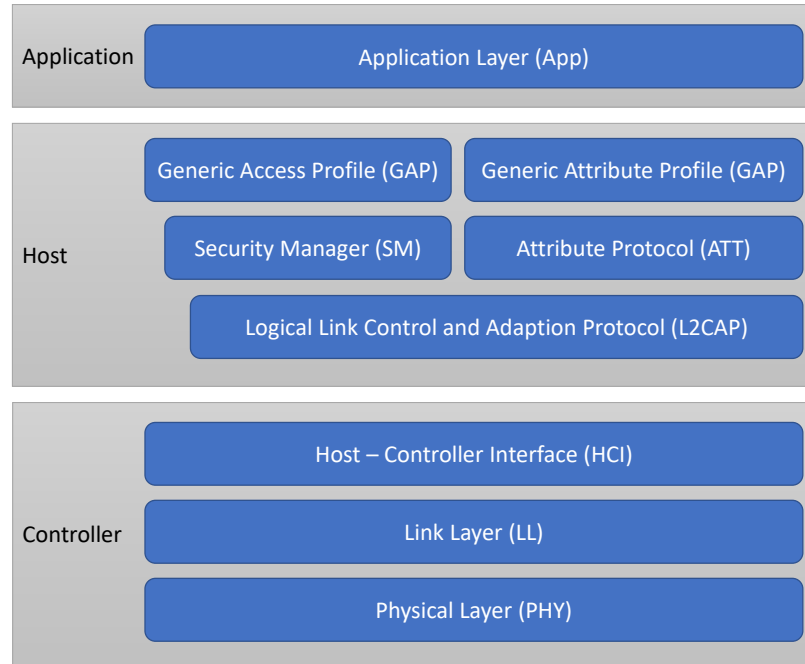 Application
Application Layer (App)
Generic Access Profile (GAP)
Generic Attribute Profile (GAP)
Host
Security Manager (SM)
Attribute Protocol (ATT)
Logical Link Control and Adaption Protocol (L2CAP)
Host – Controller Interface (HCI)
Controller
Link Layer (LL)
Physical Layer (PHY)